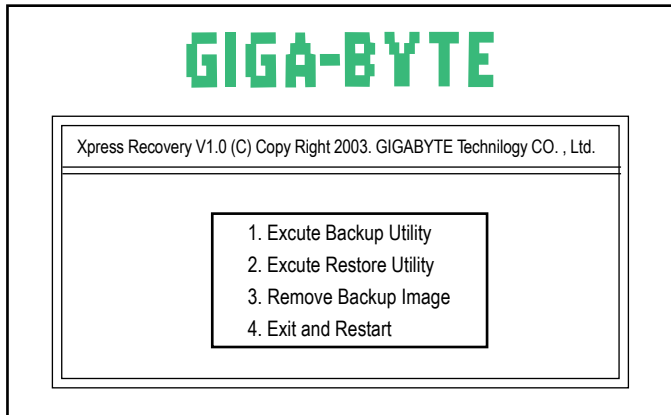 GIGA-BYTE
Xpress Recovery V1.0 (C) Copy Right 2003. GIGABYTE Technilogy CO. , Ltd.
1. Excute Backup Utility
2. Excute Restore Utility
3. Remove Backup Image
4. Exit and Restart